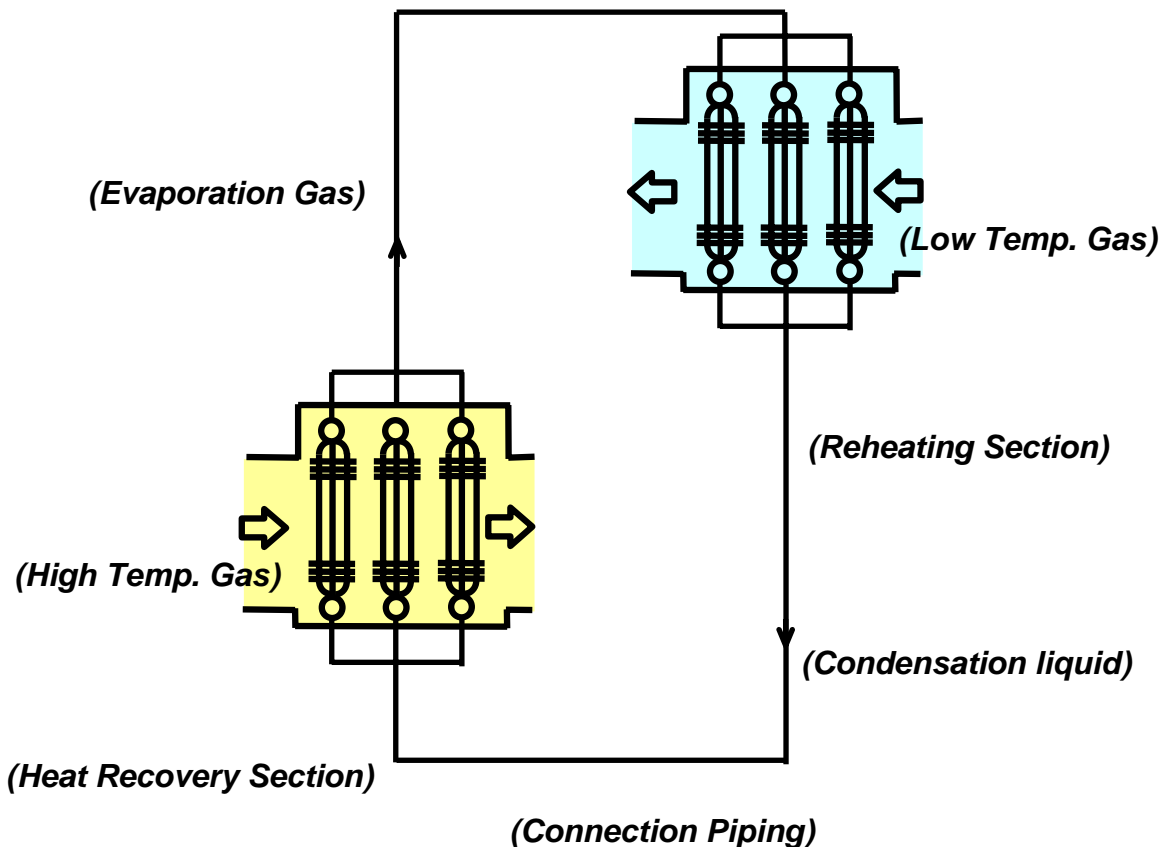 (Evaporation Gas)
(Low Temp. Gas)
(Reheating Section)
(High Temp. Gas)
(Condensation liquid)
(Heat Recovery Section)
(Connection Piping)